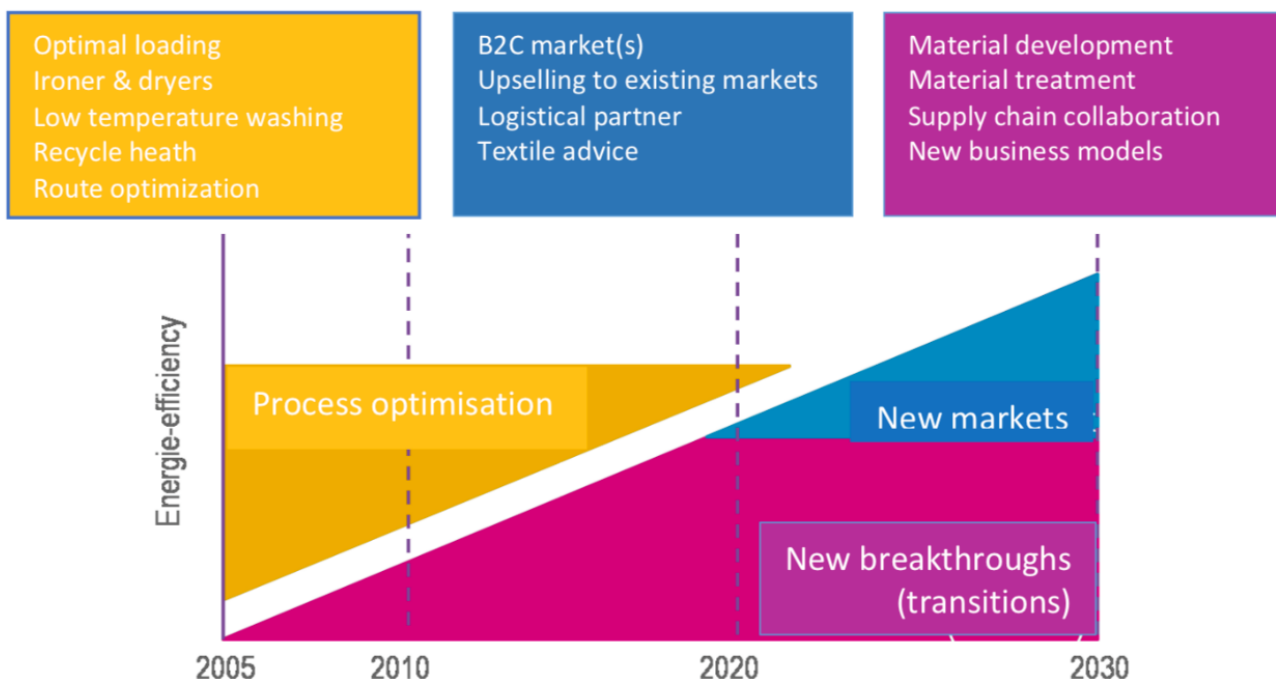 Optimal loading
Ironer & dryers
Low temperature washing
Recycle heath
Route optimization
B2C market(s)
Upselling to existing markets
Logistical partner
Textile advice
Material development
Material treatment
Supply chain collaboration
New business models
Energie-efficiency
Process optimisation
New markets
New breakthroughs
(transitions)
2005
2010
2020
2030